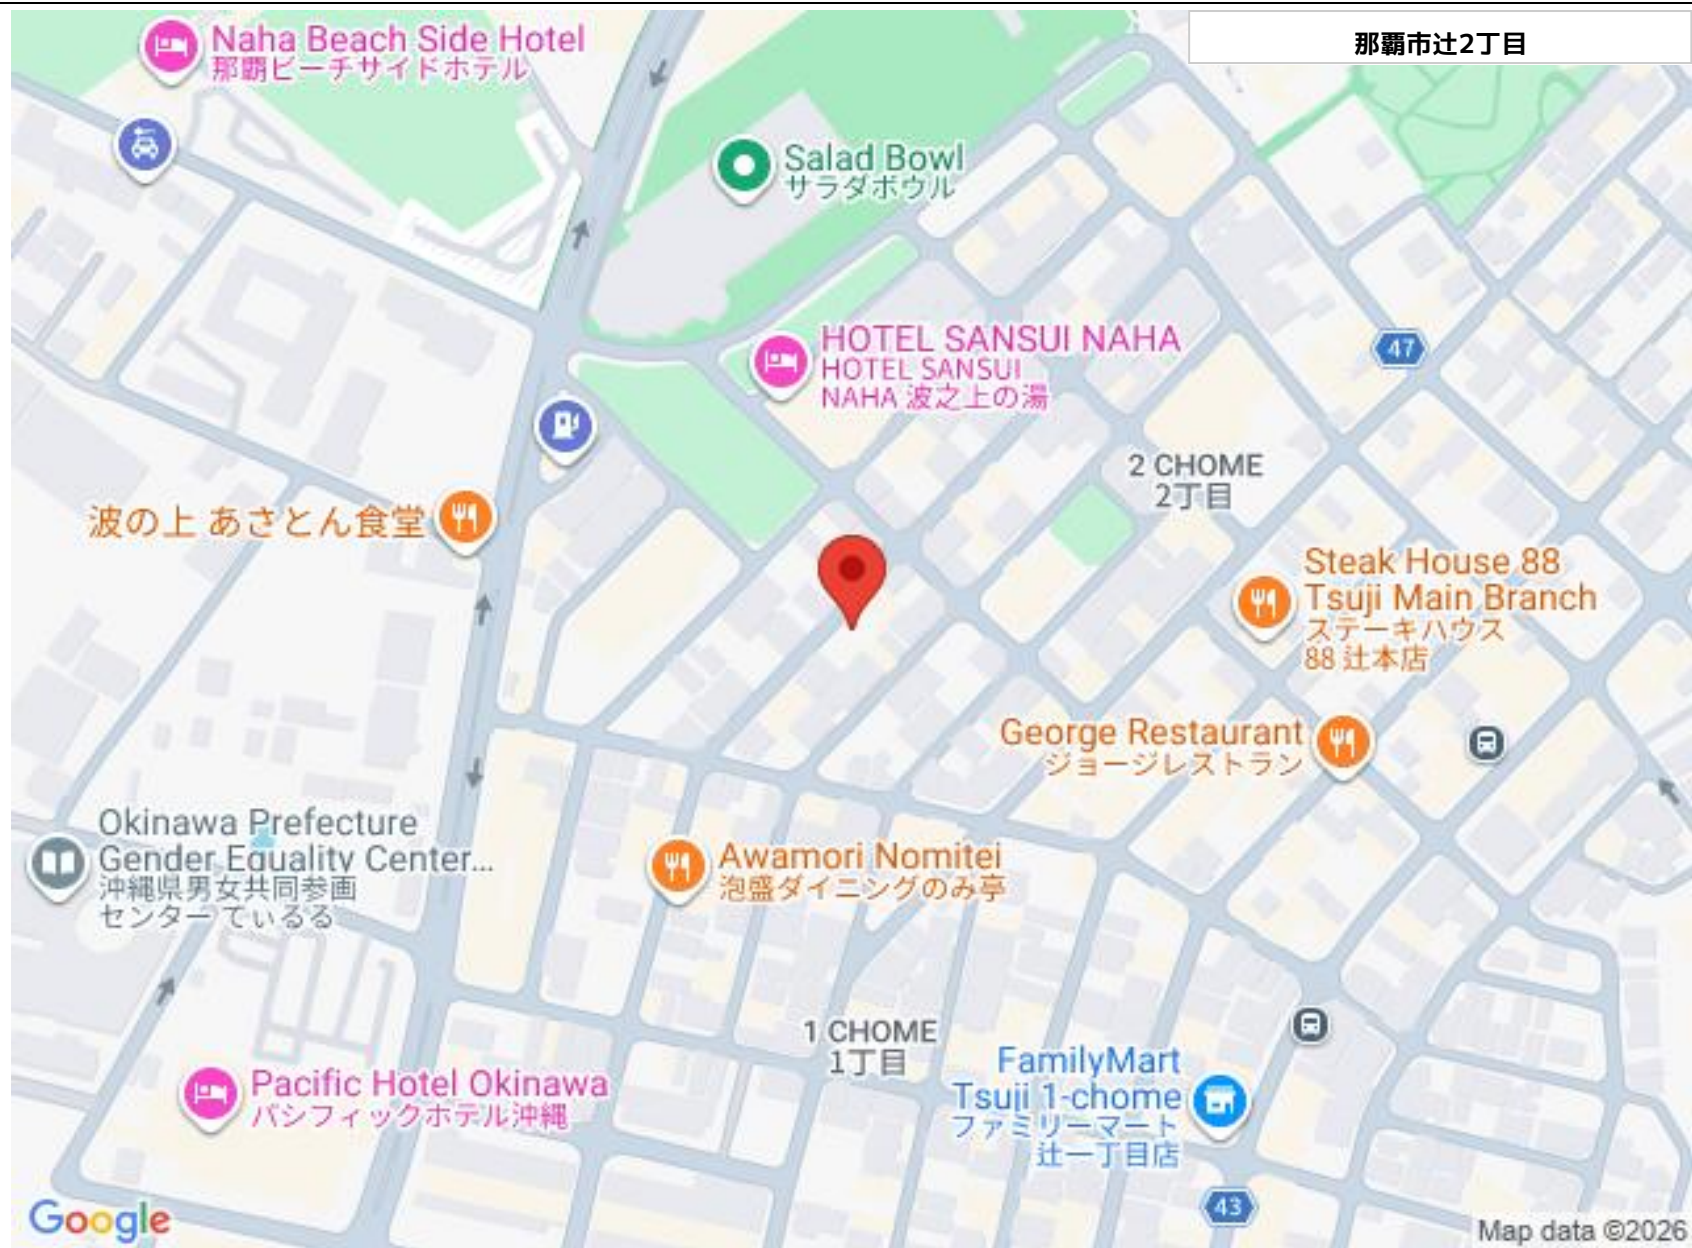 那覇市辻2丁目
Naha Beach Side Hotel
那覇ビーチサイドホテル
Salad Bowl
サラダボウル
HOTEL SANSUI NAHA
HOTEL SANSUI
NAHA 波之上の湯
47
2 CHOME
2丁目
波の上 あさとん食堂
Steak House 88
Tsuji Main Branch
ステーキハウス
88 辻本店
George Restaurant
ジョージレストラン
Okinawa Prefecture
Gender Equality Center...
沖縄県男女共同参画
センター てぃるる
Awamori Nomitei
泡盛ダイニングのみ亭
1 CHOME
1丁目
FamilyMart
Tsuji 1-chome
ファミリーマート
辻一丁目店
Pacific Hotel Okinawa
パシフィックホテル沖縄
43
Google
Map data ©2026